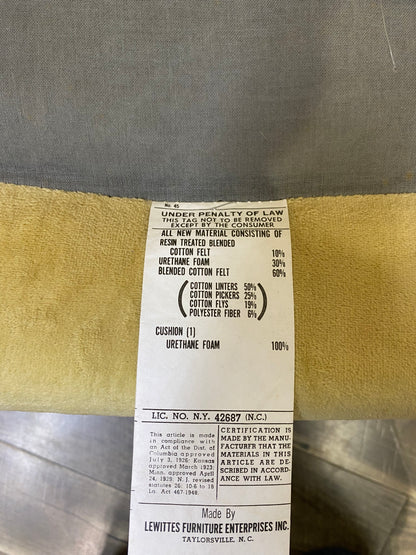 No. 45
UNDER PENALTY OF LAW
THIS TAG NOT TO BE REMOVED
EXCEPT BY THE CONSUMER
ALL NEW MATERIAL CONSISTING OF
RESIN TREATED BLENDED
COTTON FELT 10%
URETHANE FOAM 30%
BLENDED COTTON FELT 60%
(COTTON LINTERS 50%
COTTON PICKERS 25%
COTTON FLYS 19%
POLYESTER FIBER 6%)
CUSHION (1)
URETHANE FOAM 100%
LIC. NO. N.Y. 42687 (N.C.)
This article is made
in compliance with
an Act of the Dist. of
Columbia approved
July 3, 1926; Kansas
approved March 1923;
Minn. approved April
24, 1929; N. J. revised
statutes 26: 10-6 to 18
La. Act 467-1948.
CERTIFICATION IS
MADE BY THE MANU-
FACTURFR THAT THE
MATERIALS IN THIS
ARTICLE ARE DE-
SCRIBED IN ACCORD-
ANCE WITH LAW.
Made By
LEWITTES FURNITURE ENTERPRISES INC.
TAYLORSVILLE, N.C.